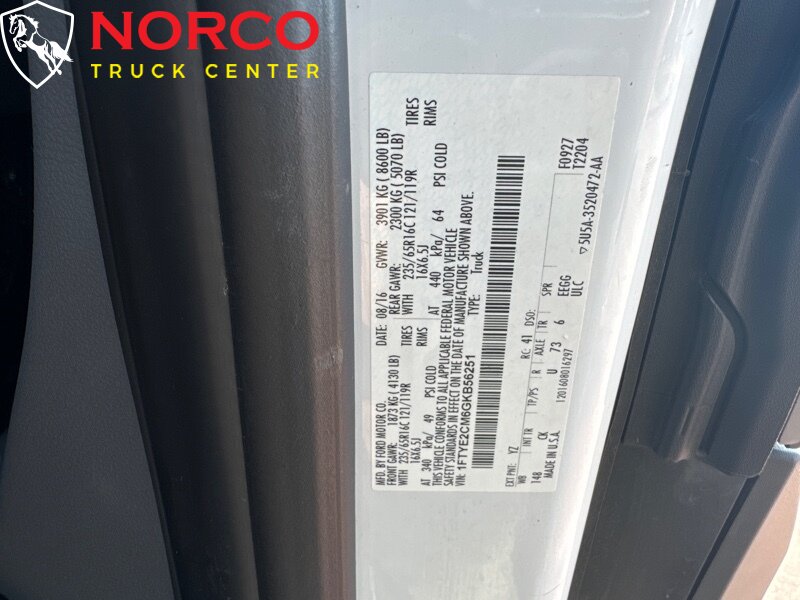 NORCO
TRUCK CENTER
MFD. BY FORD MOTOR CO.
DATE: 08/16 GVWR: 3901 KG ( 8600 LB)
FRONT GAWR: 1873 KG ( 4130 LB)
REAR GAWR: 2300 KG ( 5070 LB)
WITH 235/65R16C 121/119R TIRES
WITH 235/65R16C 121/119R TIRES
16X6.5J RIMS
16X6.5J RIMS
AT 340 kPa/ 49 PSI COLD
AT 440 kPa/ 64 PSI COLD
THIS VEHICLE CONFORMS TO ALL APPLICABLE FEDERAL MOTOR VEHICLE
SAFETY STANDARDS IN EFFECT ON THE DATE OF MANUFACTURE SHOWN ABOVE.
VIN: 1FTYE2CM6GKB56251 TYPE: Truck
EXT PNT: YZ RC: 41 DSO: F0927
T2204
WB INT TR TP/PS R AXLE TR SPR
148 CK U 73 6 EEGG
ULC
MADE IN U.S.A. 1201608016297 ▽5U5A-3520472-AA